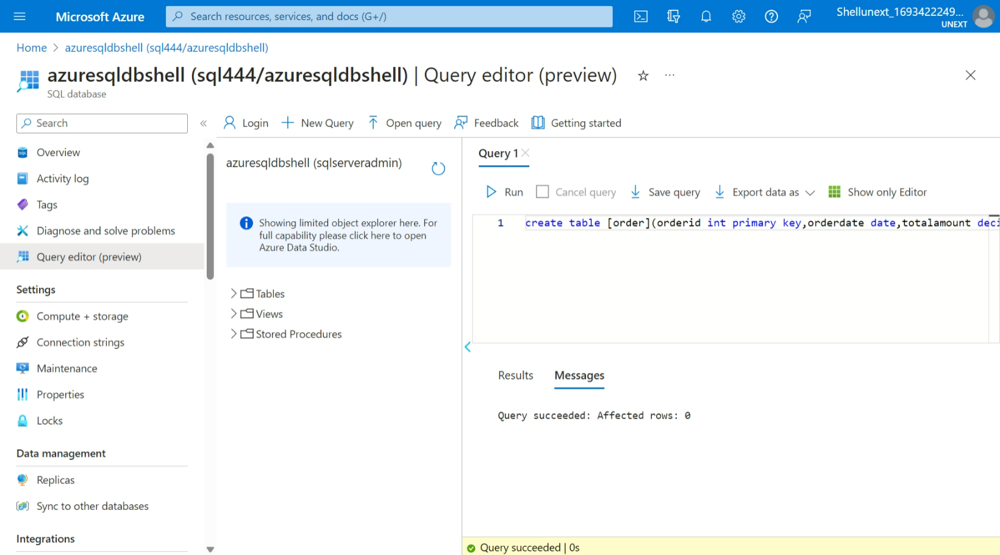 Microsoft Azure
Search resources, services, and docs (G+/)
Shellunext_1693422249...
UNEXT
Home > azuresqldbshell (sql444/azuresqldbshell)
azuresqldbshell (sql444/azuresqldbshell) | Query editor (preview)
SQL database
Search
Login
New Query
Open query
Feedback
Getting started
Overview
Activity log
Tags
Diagnose and solve problems
Query editor (preview)
Settings
Compute + storage
Connection strings
Maintenance
Properties
Locks
Data management
Replicas
Sync to other databases
Integrations
azuresqldbshell (sqlserveradmin)
Showing limited object explorer here. For
full capability please click here to open
Azure Data Studio.
Tables
Views
Stored Procedures
Query 1
Run
Cancel query
Save query
Export data as
Show only Editor
1 create table [order](orderid int primary key,orderdate date,totalamount deci
Results
Messages
Query succeeded: Affected rows: 0
Query succeeded | 0s